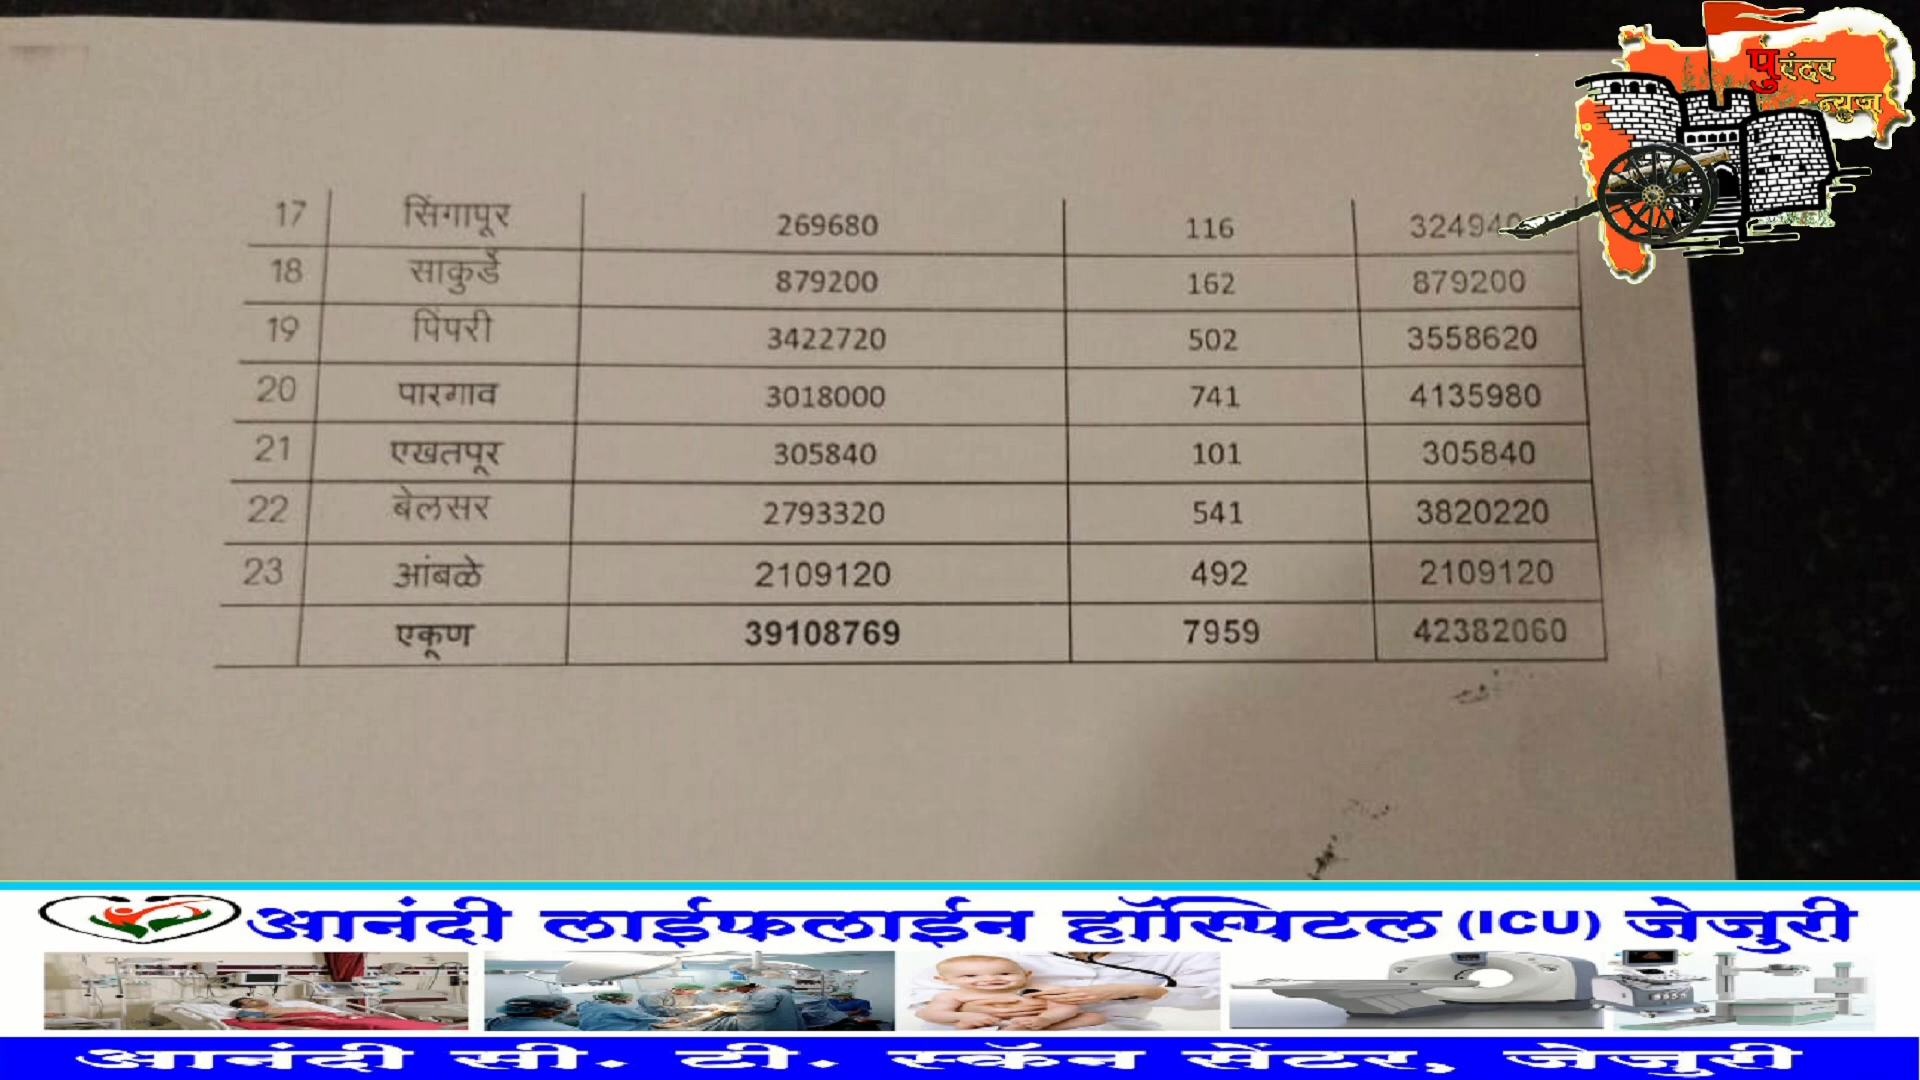 पुरंदर
न्युज
17 सिंगापूर 269680 116 32494
18 साकुर्डे 879200 162 879200
19 पिंपरी 3422720 502 3558620
20 पारगाव 3018000 741 4135980
21 एखतपूर 305840 101 305840
22 बेलसर 2793320 541 3820220
23 आंबळे 2109120 492 2109120
एकूण 39108769 7959 42382060
आनंदी लाईफलाईन हॉस्पिटल (ICU) जेजुरी
आनंदी सी. टी. स्कॅन सेंटर, जेजुरी